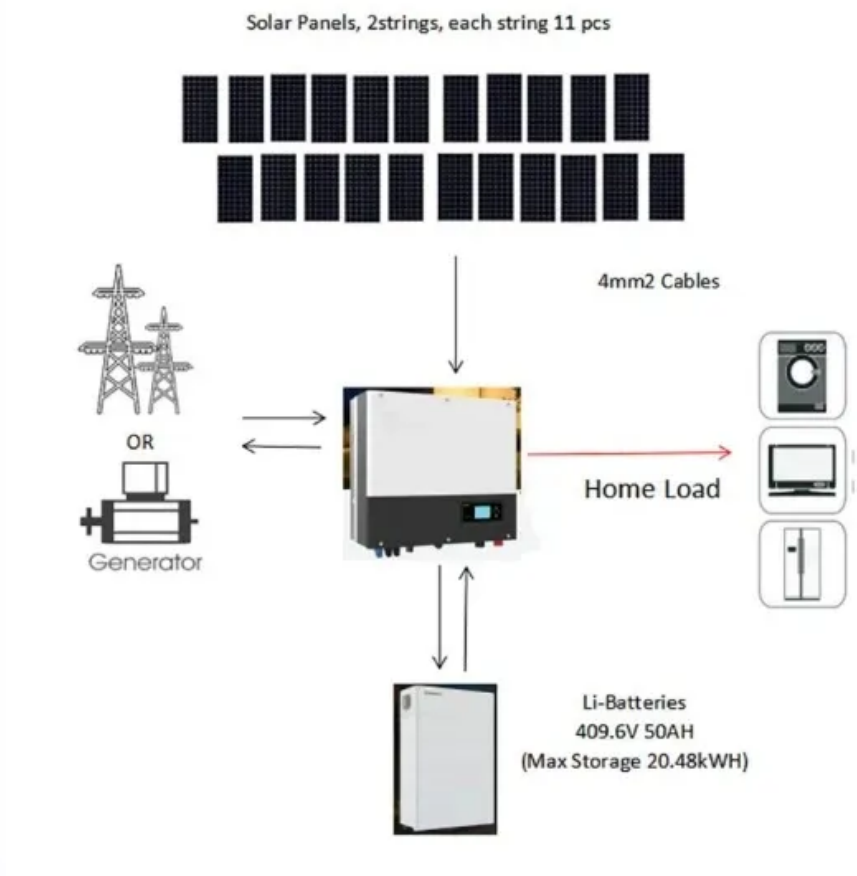 Solar Panels, 2strings, each string 11 pcs
4mm2 Cables
OR
Generator
Home Load
Li-Batteries
409.6V 50AH
(Max Storage 20.48kWH)